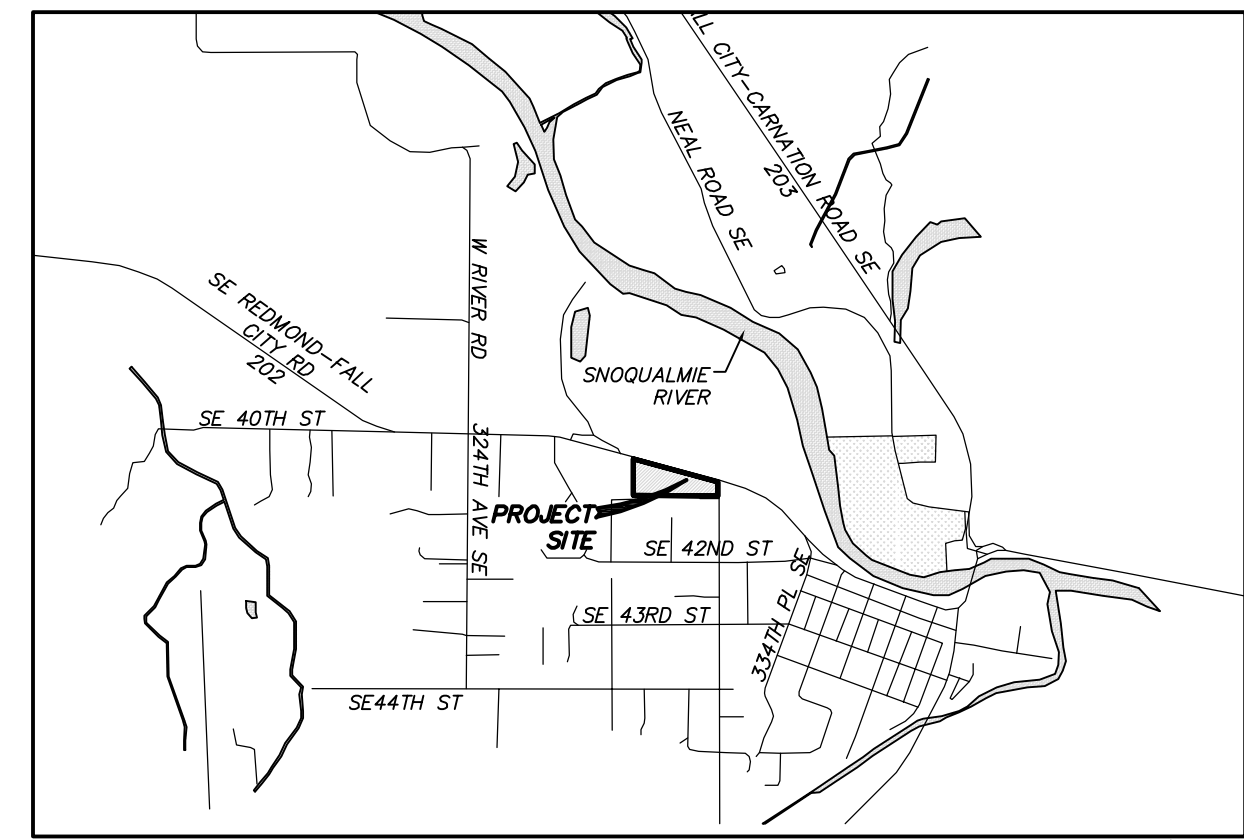 LL CITY-CARNATION ROAD SE
203
NEAL ROAD SE
W RIVER RD
SE REDMOND-FALL
CITY RD
202
SNOQUALMIE
RIVER
SE 40TH ST
324TH AVE SE
PROJECT
SITE
SE 42ND ST
SE 43RD ST
334TH PL SE
SE44TH ST